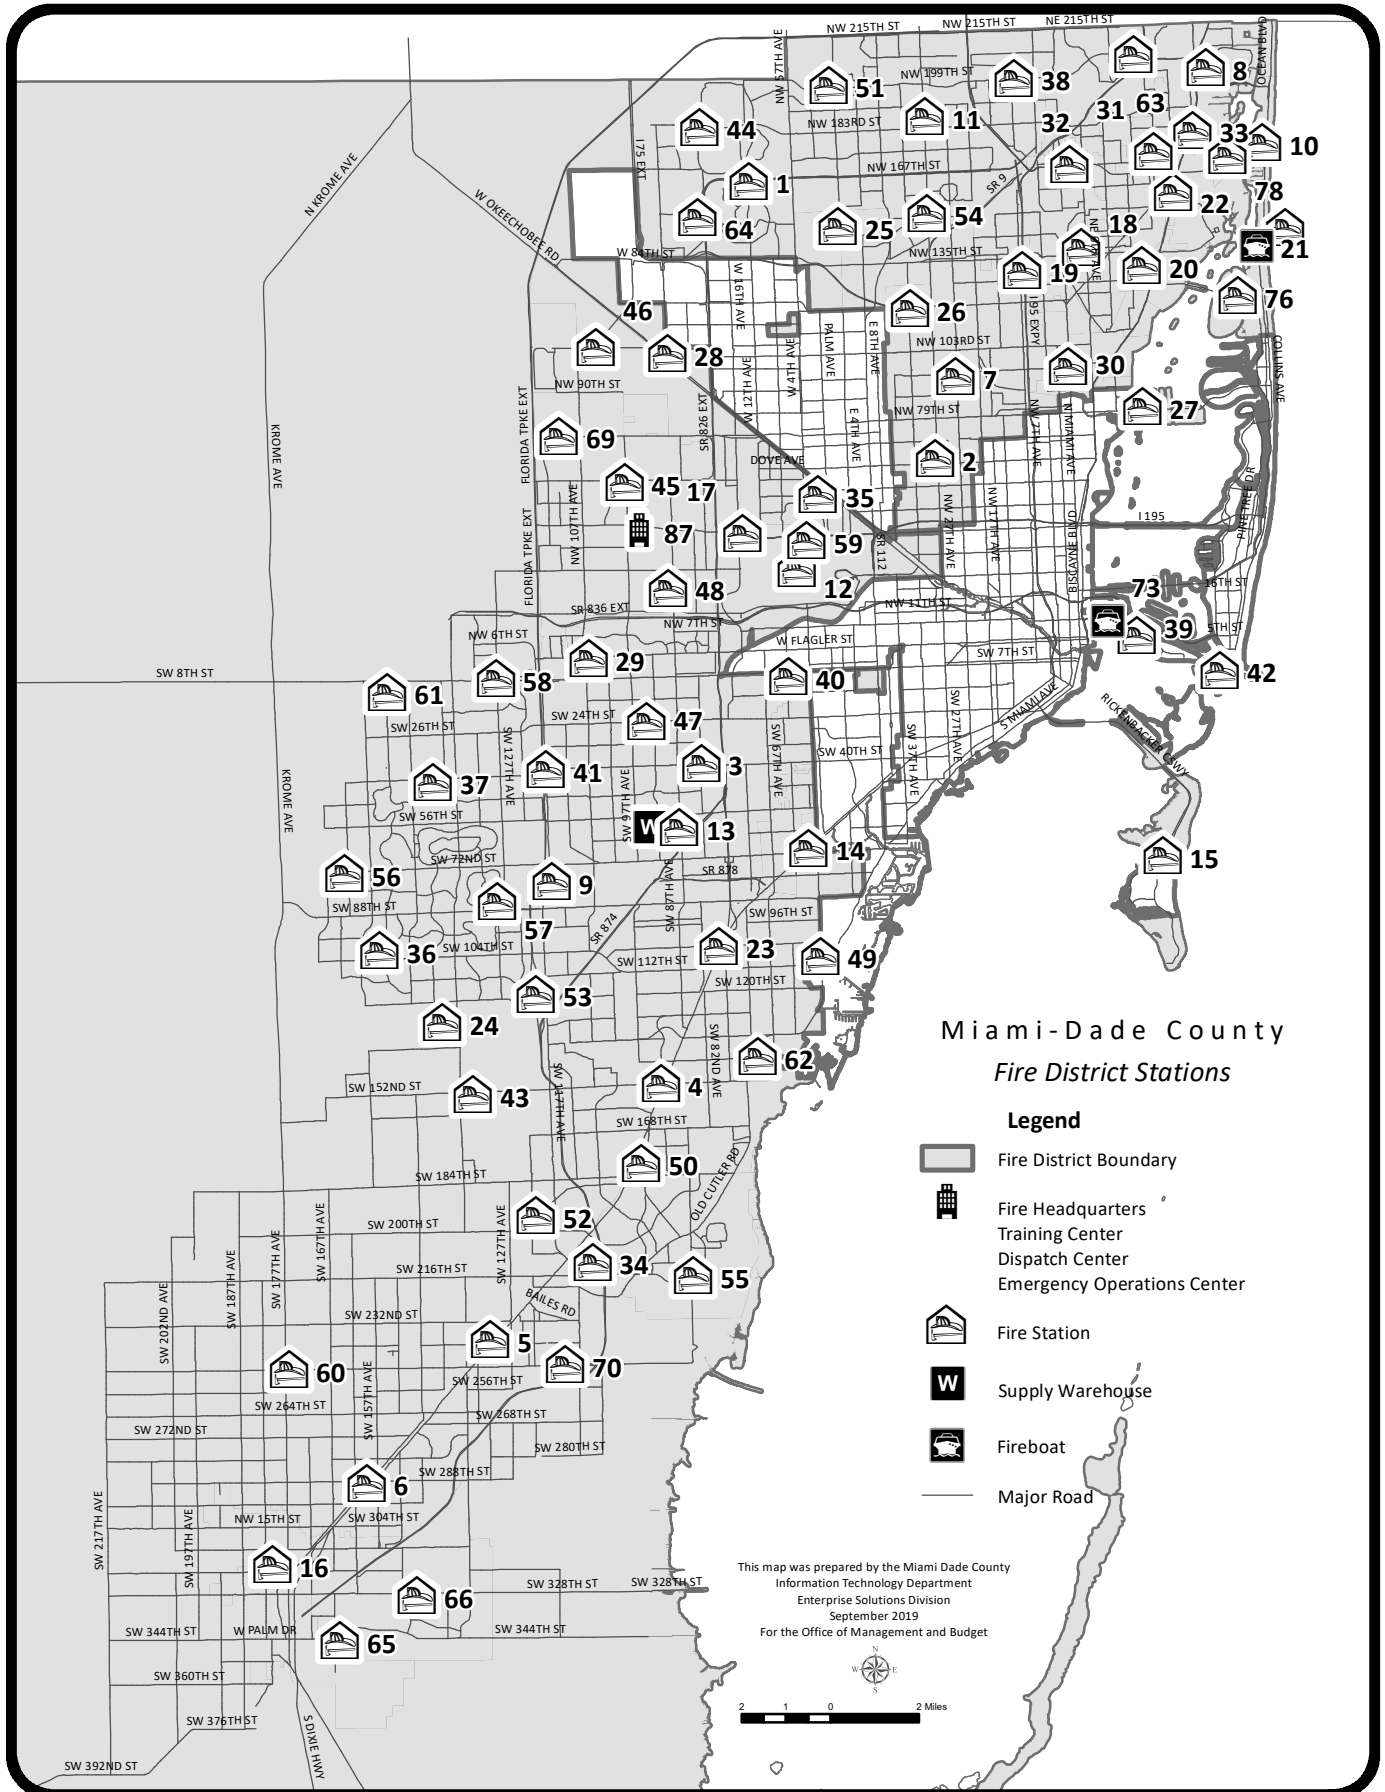 NW 215TH ST
NW 215TH ST
NE 215TH ST
OCEAN BLVD
NW 57TH AVE
NW 199TH ST
51
38
8
44
NW 183RD ST
11
32
31
63
33
10
I 75 EXT
N KROME AVE
1
NW 167TH ST
SR 9
W OKEECHOBEE RD
64
25
54
18
22
78
W 84TH ST
NW 135TH ST
19
20
21
W 16TH AVE
46
26
I 95 EXPY
76
PALM AVE
E 8TH AVE
NW 103RD ST
28
W 4TH AVE
W 12TH AVE
30
COLLINS AVE
NW 90TH ST
7
FLORIDA TPKE EXT
SR 826 EXT
E 4TH AVE
NW 79TH ST
NW 7TH AVE
N MIAMI AVE
27
KROME AVE
69
DOVE AVE
2
45
17
35
PINE TREE DR
NW 107TH AVE
87
59
SR 112
NW 27TH AVE
NW 17TH AVE
I 195
BISCAYNE BLVD
FLORIDA TPKE EXT
48
12
73
16TH ST
SR 836 EXT
NW 11TH ST
NW 7TH ST
NW 6TH ST
W FLAGLER ST
39
5TH ST
SW 7TH ST
29
SW 8TH ST
61
58
40
42
SW 26TH ST
SW 24TH ST
47
S MIAMI AVE
RICKENBACKER CSWY
SW 127TH AVE
SW 67TH AVE
SW 40TH ST
SW 37TH AVE
SW 27TH AVE
37
41
3
KROME AVE
SW 56TH ST
SW 97TH AVE
W
13
SW 72ND ST
14
15
56
9
SR 878
SW 88TH ST
57
SW 87TH AVE
SW 96TH ST
SR 874
36
SW 104TH ST
SW 112TH ST
23
49
SW 120TH ST
53
24
SW 82ND AVE
62
SW 152ND ST
43
SW 117TH AVE
4
SW 168TH ST
50
SW 184TH ST
OLD CUTLER RD
SW 200TH ST
52
SW 127TH AVE
SW 167TH AVE
SW 177TH AVE
SW 187TH AVE
SW 202ND AVE
SW 216TH ST
34
55
BAILES RD
SW 232ND ST
5
60
70
SW 256TH ST
SW 157TH AVE
SW 264TH ST
SW 268TH ST
SW 272ND ST
SW 280TH ST
SW 288TH ST
6
SW 217TH AVE
SW 197TH AVE
NW 15TH ST
SW 304TH ST
16
66
SW 328TH ST
SW 328TH ST
SW 344TH ST
W PALM DR
65
SW 344TH ST
SW 360TH ST
SW 376TH ST
S DIXIE HWY
SW 392ND ST
Miami-Dade County
Fire District Stations
Legend
Fire District Boundary
Fire Headquarters
Training Center
Dispatch Center
Emergency Operations Center
Fire Station
W
Supply Warehouse
Fireboat
Major Road
This map was prepared by the Miami Dade County
Information Technology Department
Enterprise Solutions Division
September 2019
For the Office of Management and Budget
N
W E
S
2 1 0 2 Miles